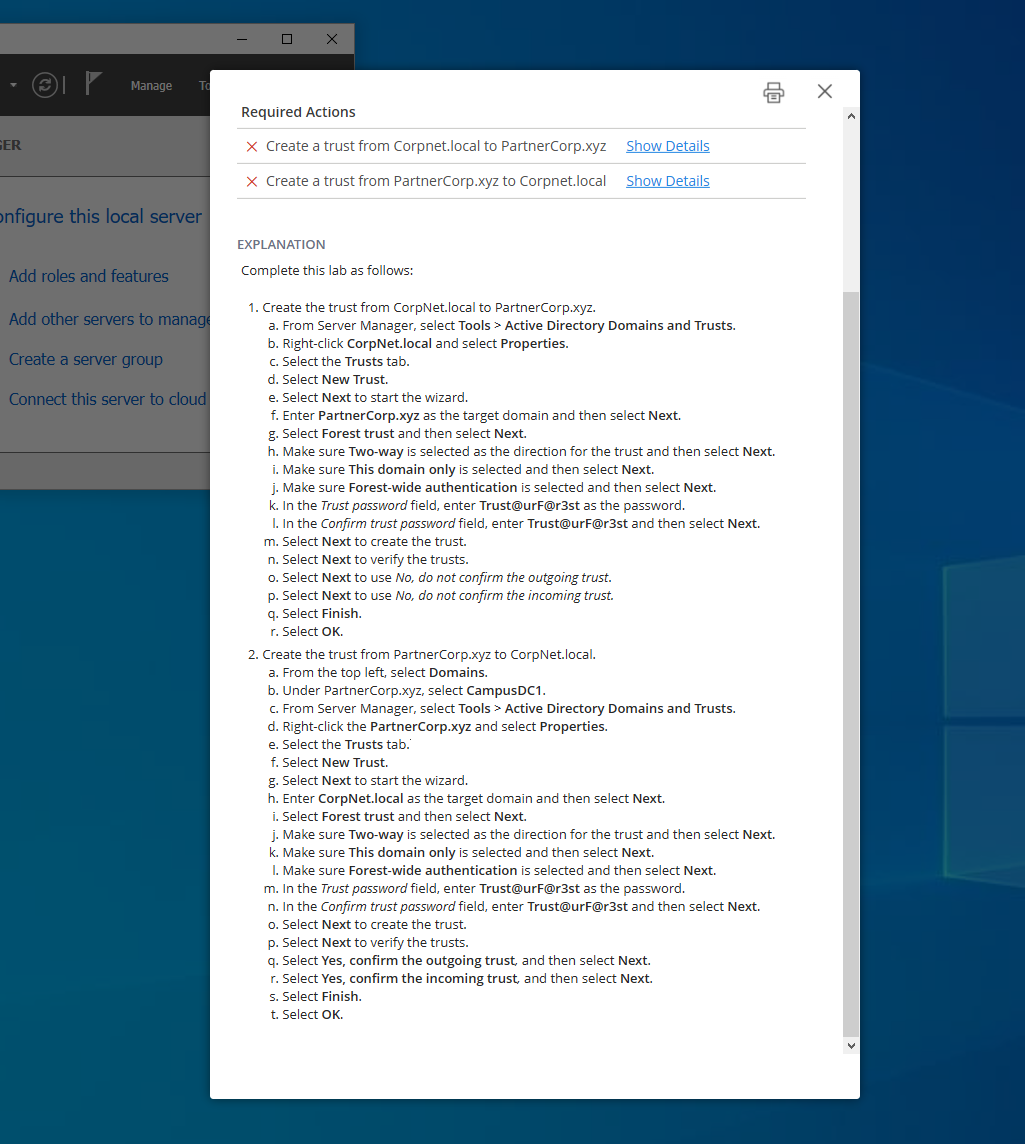 Manage
Required Actions
Create a trust from Corpnet.local to PartnerCorp.xyz Show Details
Create a trust from PartnerCorp.xyz to Corpnet.local Show Details
onfigure this local server
Add roles and features
Add other servers to manage
Create a server group
Connect this server to cloud
EXPLANATION
Complete this lab as follows:
1. Create the trust from CorpNet.local to PartnerCorp.xyz.
a. From Server Manager, select Tools > Active Directory Domains and Trusts.
b. Right-click CorpNet.local and select Properties.
c. Select the Trusts tab.
d. Select New Trust.
e. Select Next to start the wizard.
f. Enter PartnerCorp.xyz as the target domain and then select Next.
g. Select Forest trust and then select Next.
h. Make sure Two-way is selected as the direction for the trust and then select Next.
i. Make sure This domain only is selected and then select Next.
j. Make sure Forest-wide authentication is selected and then select Next.
k. In the Trust password field, enter Trust@urF@r3st as the password.
l. In the Confirm trust password field, enter Trust@urF@r3st and then select Next.
m. Select Next to create the trust.
n. Select Next to verify the trusts.
o. Select Next to use No, do not confirm the outgoing trust.
p. Select Next to use No, do not confirm the incoming trust.
q. Select Finish.
r. Select OK.
2. Create the trust from PartnerCorp.xyz to CorpNet.local.
a. From the top left, select Domains.
b. Under PartnerCorp.xyz, select CampusDC1.
c. From Server Manager, select Tools > Active Directory Domains and Trusts.
d. Right-click the PartnerCorp.xyz and select Properties.
e. Select the Trusts tab.
f. Select New Trust.
g. Select Next to start the wizard.
h. Enter CorpNet.local as the target domain and then select Next.
i. Select Forest trust and then select Next.
j. Make sure Two-way is selected as the direction for the trust and then select Next.
k. Make sure This domain only is selected and then select Next.
l. Make sure Forest-wide authentication is selected and then select Next.
m. In the Trust password field, enter Trust@urF@r3st as the password.
n. In the Confirm trust password field, enter Trust@urF@r3st and then select Next.
o. Select Next to create the trust.
p. Select Next to verify the trusts.
q. Select Yes, confirm the outgoing trust, and then select Next.
r. Select Yes, confirm the incoming trust, and then select Next.
s. Select Finish.
t. Select OK.